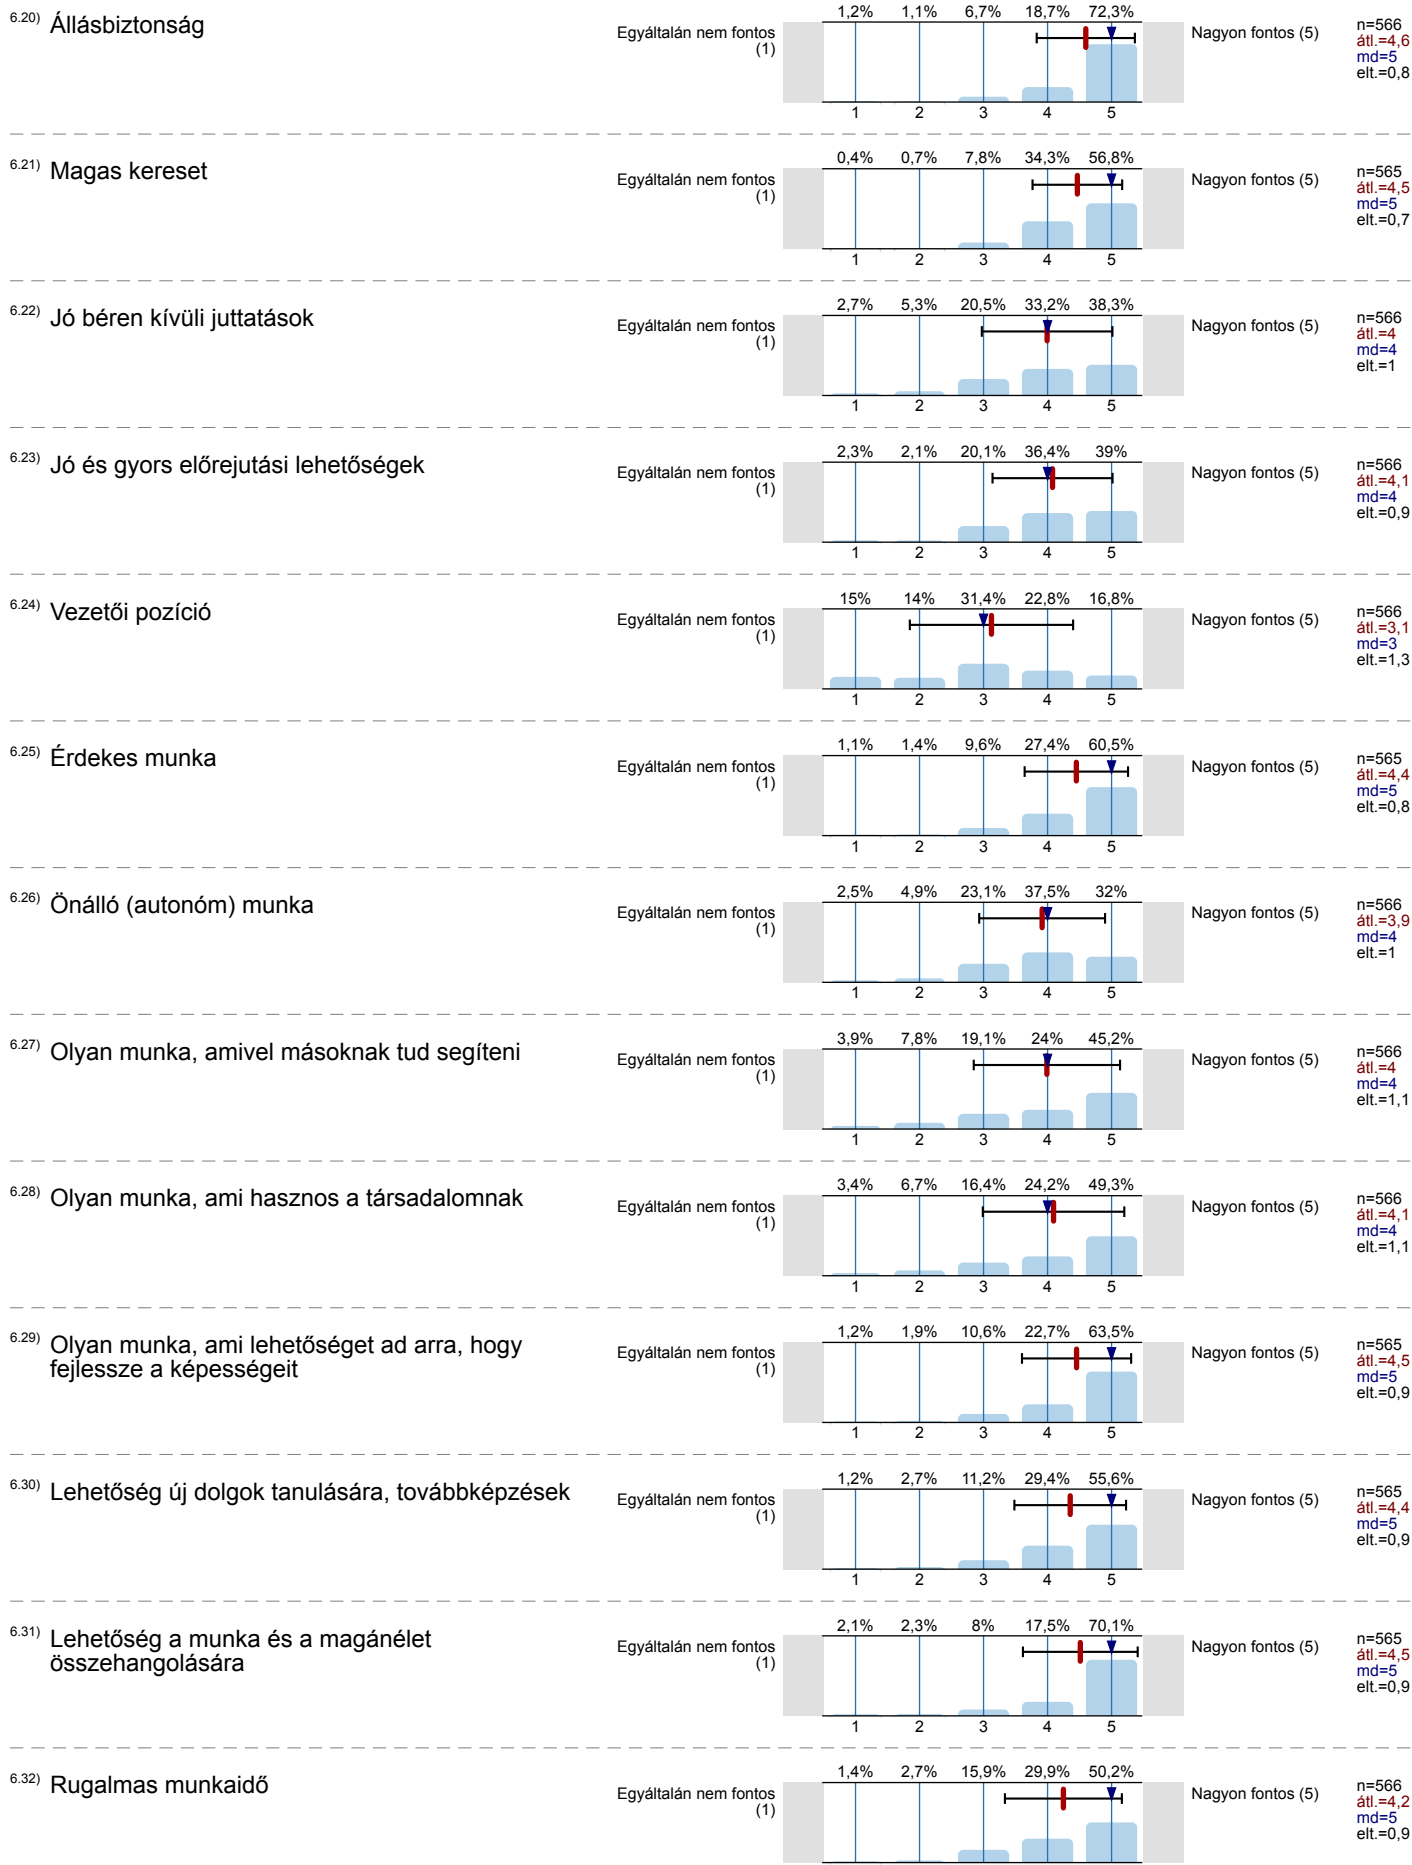 6.20) Állásbiztonság
Egyáltalán nem fontos
(1)
1,2% 1,1% 6,7% 18,7% 72,3%
1 2 3 4 5
Nagyon fontos (5)
n=566
átl.=4,6
md=5
elt.=0,8
6.21) Magas kereset
Egyáltalán nem fontos
(1)
0,4% 0,7% 7,8% 34,3% 56,8%
1 2 3 4 5
Nagyon fontos (5)
n=565
átl.=4,5
md=5
elt.=0,7
6.22) Jó béren kívüli juttatások
Egyáltalán nem fontos
(1)
2,7% 5,3% 20,5% 33,2% 38,3%
1 2 3 4 5
Nagyon fontos (5)
n=566
átl.=4
md=4
elt.=1
6.23) Jó és gyors előrejutási lehetőségek
Egyáltalán nem fontos
(1)
2,3% 2,1% 20,1% 36,4% 39%
1 2 3 4 5
Nagyon fontos (5)
n=566
átl.=4,1
md=4
elt.=0,9
6.24) Vezetői pozíció
Egyáltalán nem fontos
(1)
15% 14% 31,4% 22,8% 16,8%
1 2 3 4 5
Nagyon fontos (5)
n=566
átl.=3,1
md=3
elt.=1,3
6.25) Érdekes munka
Egyáltalán nem fontos
(1)
1,1% 1,4% 9,6% 27,4% 60,5%
1 2 3 4 5
Nagyon fontos (5)
n=565
átl.=4,4
md=5
elt.=0,8
6.26) Önálló (autonóm) munka
Egyáltalán nem fontos
(1)
2,5% 4,9% 23,1% 37,5% 32%
1 2 3 4 5
Nagyon fontos (5)
n=566
átl.=3,9
md=4
elt.=1
6.27) Olyan munka, amivel másoknak tud segíteni
Egyáltalán nem fontos
(1)
3,9% 7,8% 19,1% 24% 45,2%
1 2 3 4 5
Nagyon fontos (5)
n=566
átl.=4
md=4
elt.=1,1
6.28) Olyan munka, ami hasznos a társadalomnak
Egyáltalán nem fontos
(1)
3,4% 6,7% 16,4% 24,2% 49,3%
1 2 3 4 5
Nagyon fontos (5)
n=566
átl.=4,1
md=4
elt.=1,1
6.29) Olyan munka, ami lehetőséget ad arra, hogy
fejlessze a képességeit
Egyáltalán nem fontos
(1)
1,2% 1,9% 10,6% 22,7% 63,5%
1 2 3 4 5
Nagyon fontos (5)
n=565
átl.=4,5
md=5
elt.=0,9
6.30) Lehetőség új dolgok tanulására, továbbképzések
Egyáltalán nem fontos
(1)
1,2% 2,7% 11,2% 29,4% 55,6%
1 2 3 4 5
Nagyon fontos (5)
n=565
átl.=4,4
md=5
elt.=0,9
6.31) Lehetőség a munka és a magánélet
összehangolására
Egyáltalán nem fontos
(1)
2,1% 2,3% 8% 17,5% 70,1%
1 2 3 4 5
Nagyon fontos (5)
n=565
átl.=4,5
md=5
elt.=0,9
6.32) Rugalmas munkaidő
Egyáltalán nem fontos
(1)
1,4% 2,7% 15,9% 29,9% 50,2%
Nagyon fontos (5)
n=566
átl.=4,2
md=5
elt.=0,9